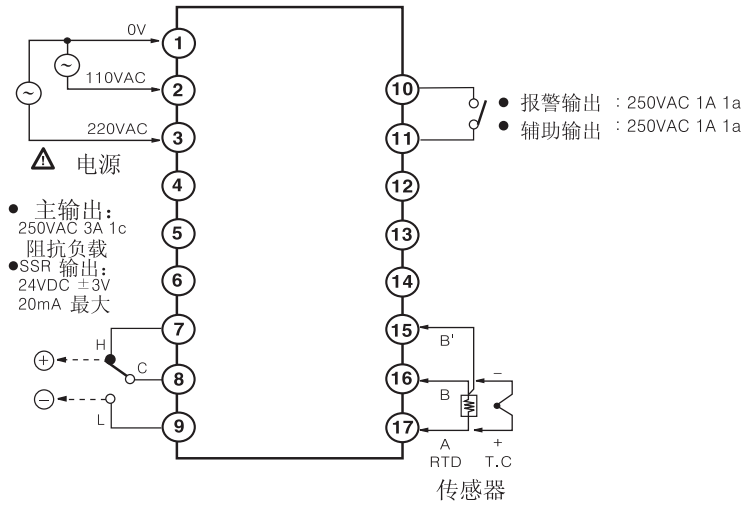 0V
1
110VAC
2
220VAC
3
电源
4
● 主输出：
250VAC 3A 1c
阻抗负载
5
●SSR 输出：
24VDC ±3V
20mA 最大
6
H
7
C
8
L
9
+
−
10
● 报警输出 : 250VAC 1A 1a
11
● 辅助输出 : 250VAC 1A 1a
12
13
14
15
B'
16
B
−
17
A
+
RTD
T.C
传感器